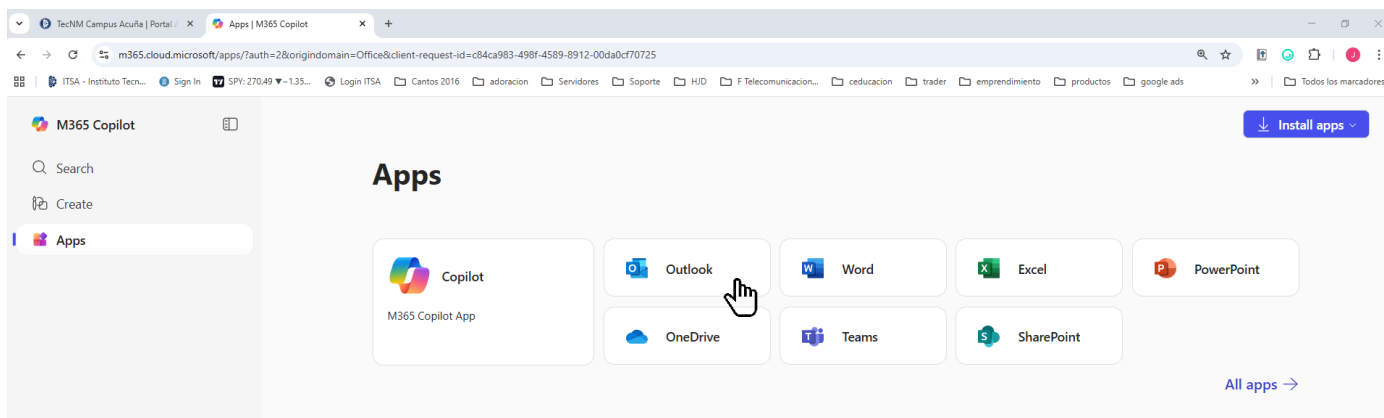 TecNM Campus Acuña | Portal A
Apps | M365 Copilot
m365.cloud.microsoft/apps/?auth=2&origindomain=Office&client-request-id=c84ca983-498f-4589-8912-00da0cf70725
J
ITSA - Instituto Tecn... Sign In SPY: 270.49 ▼ −1.35... Login ITSA Cantos 2016 adoracion Servidores Soporte HJD F Telecomunicacion... ceducacion trader emprendimiento productos google ads » Todos los marcadores
M365 Copilot
Install apps
Search
Create
Apps
Apps
Copilot
M365 Copilot App
Outlook
Word
Excel
PowerPoint
OneDrive
Teams
SharePoint
All apps →